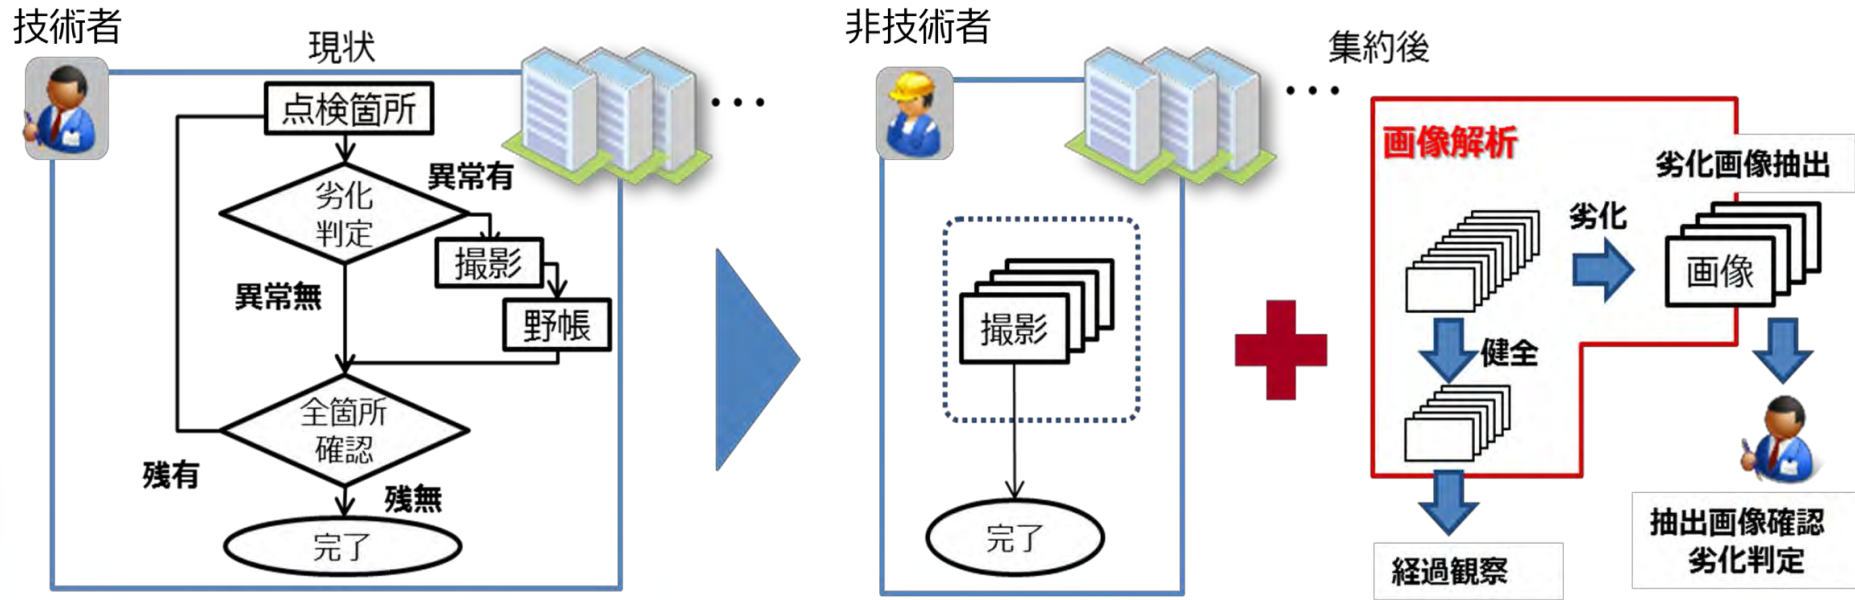 技術者
現状
点検箇所
劣化
判定
異常有
撮影
異常無
野帳
全箇所
確認
残有
残無
完了
非技術者
撮影
完了
集約後
画像解析
劣化画像抽出
劣化
画像
健全
経過観察
抽出画像確認
劣化判定